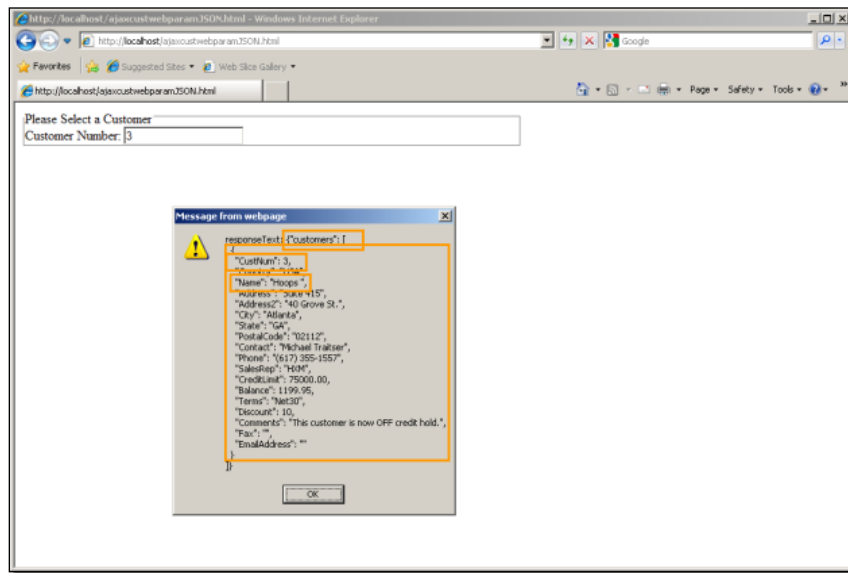 http://localhost/ajaxcustwebparamJSON.html - Windows Internet Explorer
http://localhost/ajaxcustwebparamJSON.html
Google
Favorites
Suggested Sites
Web Slice Gallery
http://localhost/ajaxcustwebparamJSON.html
Page
Safety
Tools
Please Select a Customer
Customer Number: 3
Message from webpage
responseText: {"customers": [
{
"CustNum": 3,
"Name": "Hoops ",
"Address": "Suite 415",
"Address2": "40 Grove St.",
"City": "Atlanta",
"State": "GA",
"PostalCode": "02112",
"Contact": "Michael Traitser",
"Phone": "(617) 355-1557",
"SalesRep": "HXM",
"CreditLimit": 75000.00,
"Balance": 1199.95,
"Terms": "Net30",
"Discount": 10,
"Comments": "This customer is now OFF credit hold.",
"Fax": "",
"EmailAddress": ""
}
]}
OK